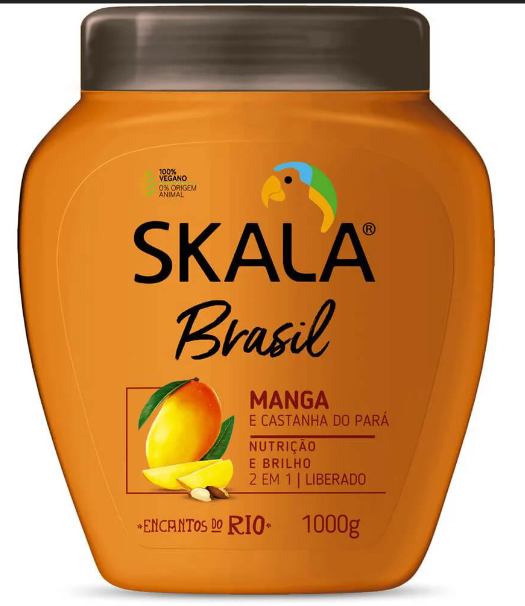 100%
VEGANO
0% ORIGEM
ANIMAL
SKALA®
Brasil
MANGA
E CASTANHA DO PARÁ
NUTRIÇÃO
E BRILHO
2 EM 1 | LIBERADO
ENCANTOS DO RIO
1000g